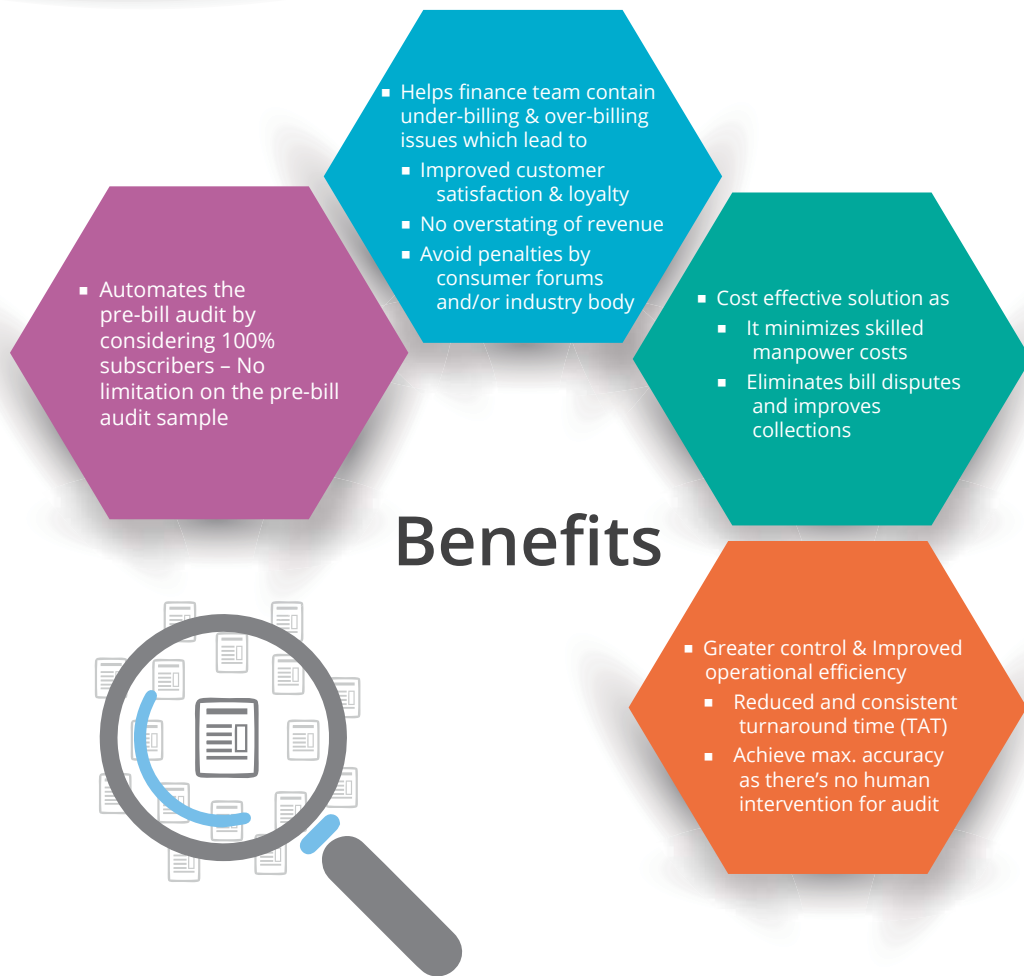 ▪ Automates the
pre-bill audit by
considering 100%
subscribers – No
limitation on the pre-bill
audit sample
▪ Helps finance team contain
under-billing & over-billing
issues which lead to
▪ Improved customer
satisfaction & loyalty
▪ No overstating of revenue
▪ Avoid penalties by
consumer forums
and/or industry body
▪ Cost effective solution as
▪ It minimizes skilled
manpower costs
▪ Eliminates bill disputes
and improves
collections
Benefits
▪ Greater control & Improved
operational efficiency
▪ Reduced and consistent
turnaround time (TAT)
▪ Achieve max. accuracy
as there's no human
intervention for audit